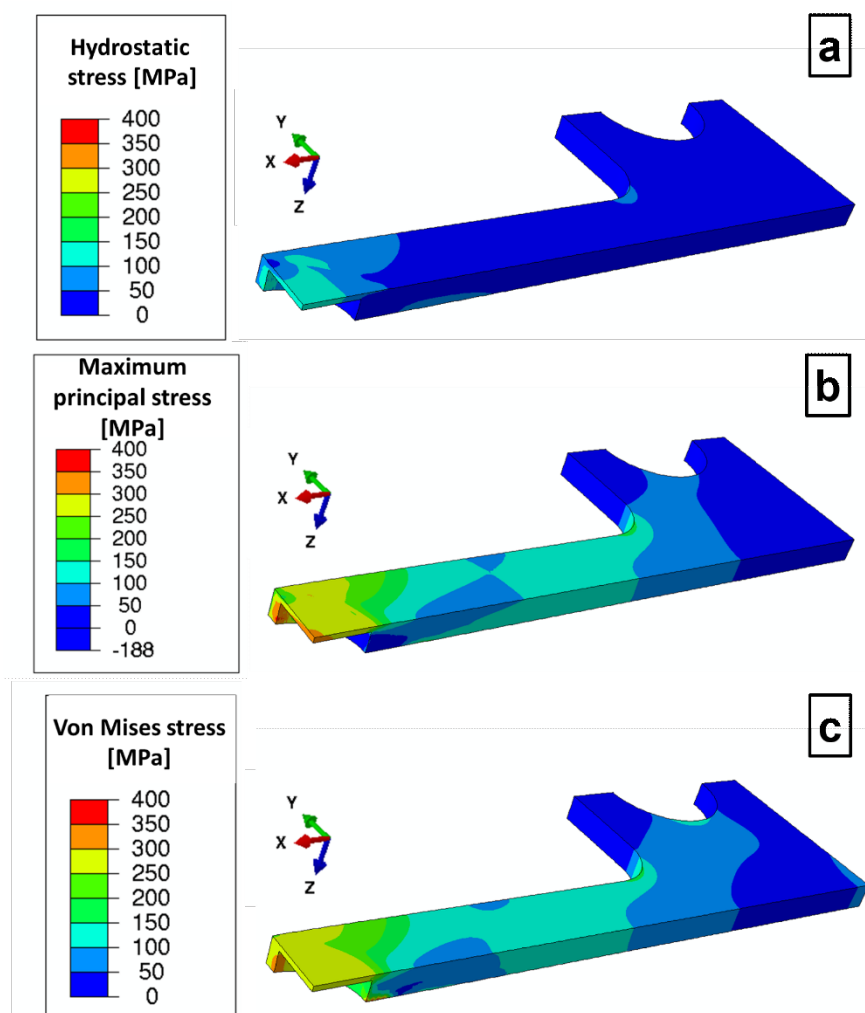 Hydrostatic
stress [MPa]
400
350
300
250
200
150
100
50
0
Y
X
Z
a
Maximum
principal stress
[MPa]
400
350
300
250
200
150
100
50
0
-188
Y
X
Z
b
Von Mises stress
[MPa]
400
350
300
250
200
150
100
50
0
Y
X
Z
c